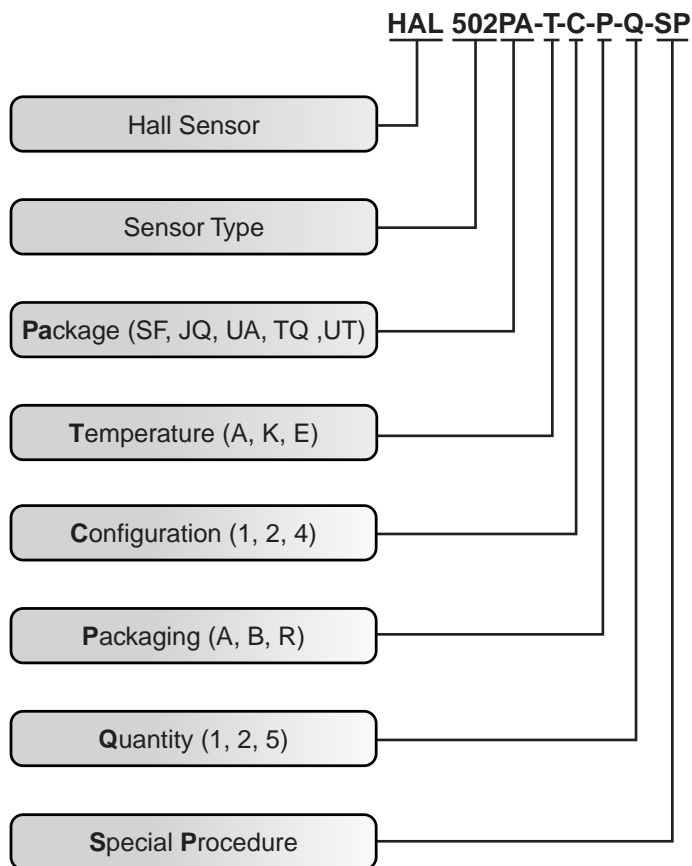 HAL 502PA-T-C-P-Q-SP
Hall Sensor
Sensor Type
Package (SF, JQ, UA, TQ ,UT)
Temperature (A, K, E)
Configuration (1, 2, 4)
Packaging (A, B, R)
Quantity (1, 2, 5)
Special Procedure